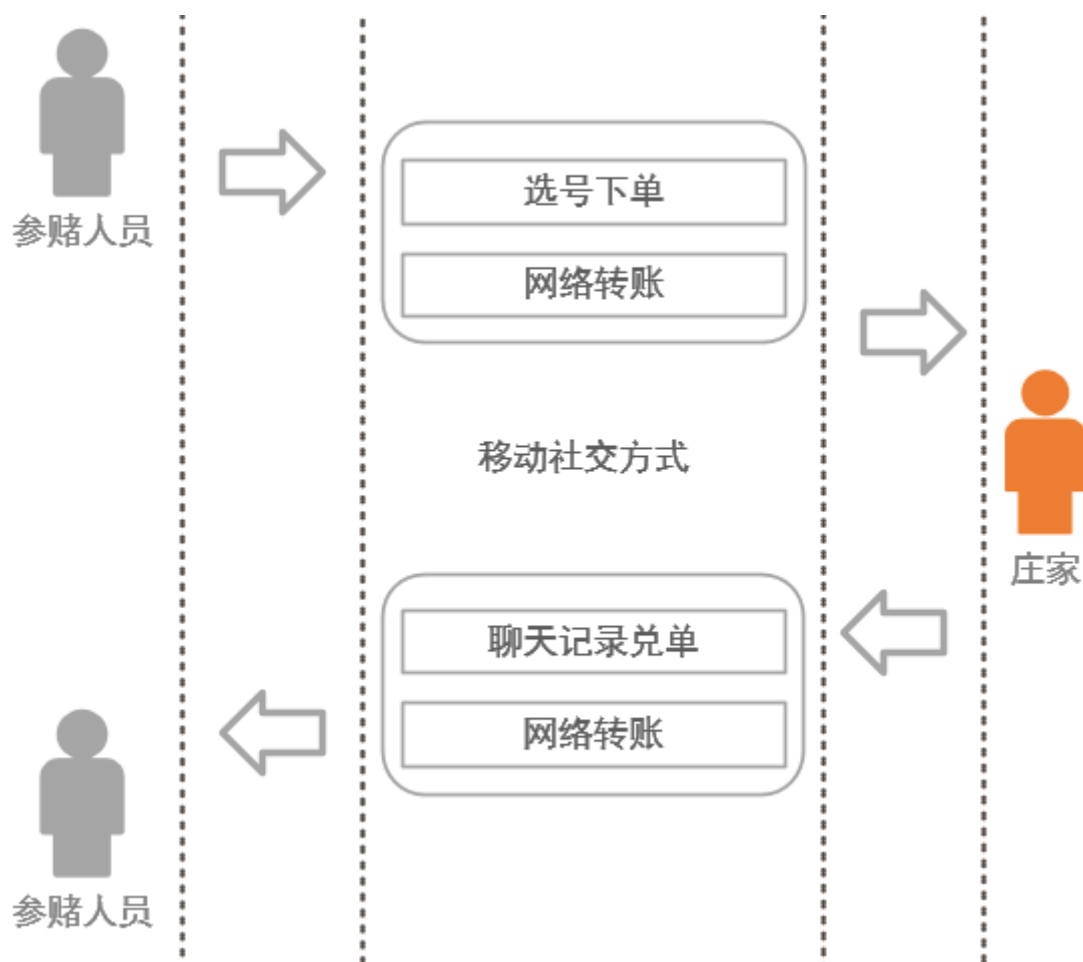 参赌人员
选号下单
网络转账
移动社交方式
庄家
聊天记录兑单
网络转账
参赌人员